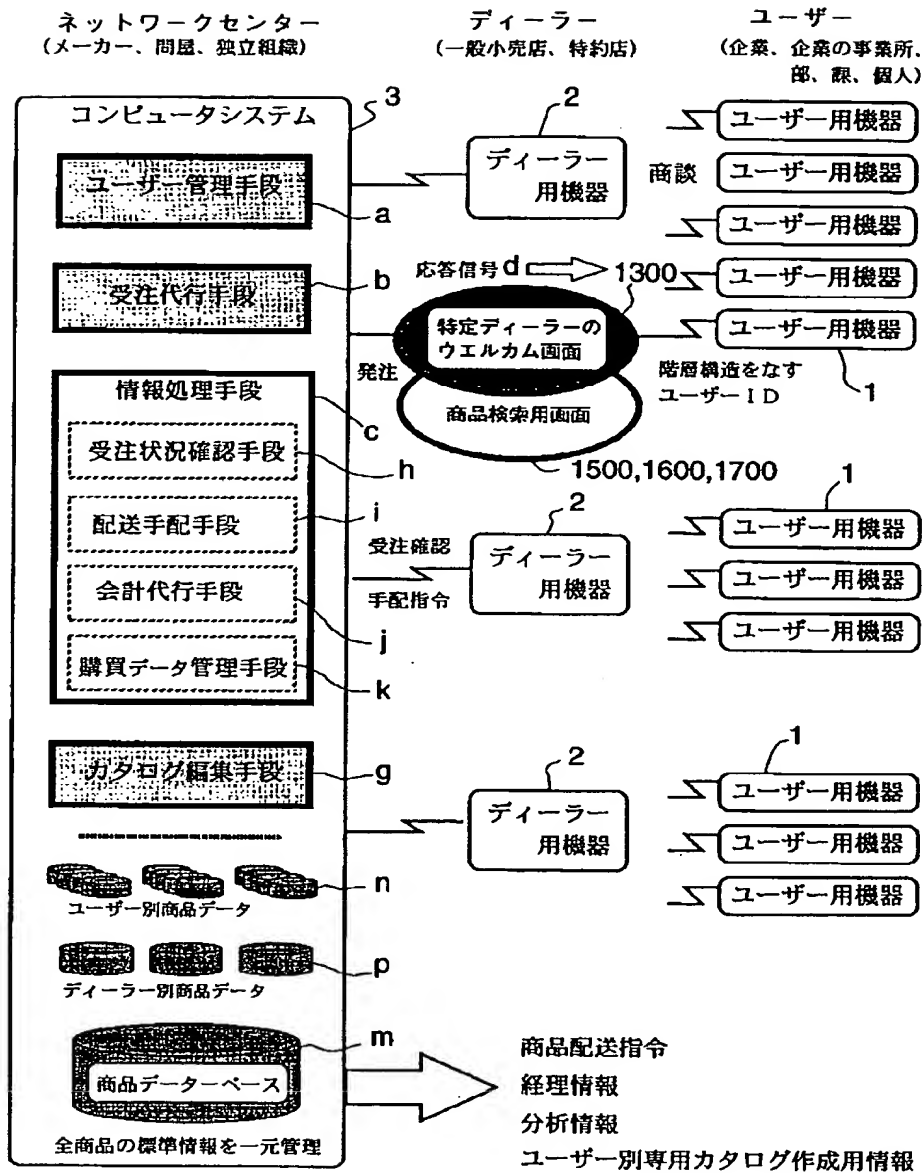 ネットワークセンター
(メーカー、問屋、独立組織)
ディーラー
(一般小売店、特約店)
ユーザー
(企業、企業の事業所、
部、課、個人)
コンピュータシステム
3
ユーザー管理手段
a
受注代行手段
b
情報処理手段
c
受注状況確認手段
h
配送手配手段
i
会計代行手段
j
購買データ管理手段
k
カタログ編集手段
g
n
ユーザー別商品データ
p
ディーラー別商品データ
m
商品データーベース
全商品の標準情報を一元管理
2
ディーラー
用機器
商談
ユーザー用機器
ユーザー用機器
ユーザー用機器
ユーザー用機器
ユーザー用機器
1
応答信号d
1300
特定ディーラーの
ウエルカム画面
発注
階層構造をなす
ユーザーID
商品検索用画面
1500,1600,1700
2
ディーラー
用機器
受注確認
手配指令
1
ユーザー用機器
ユーザー用機器
ユーザー用機器
2
ディーラー
用機器
1
ユーザー用機器
ユーザー用機器
ユーザー用機器
商品配送指令
経理情報
分析情報
ユーザー別専用カタログ作成用情報